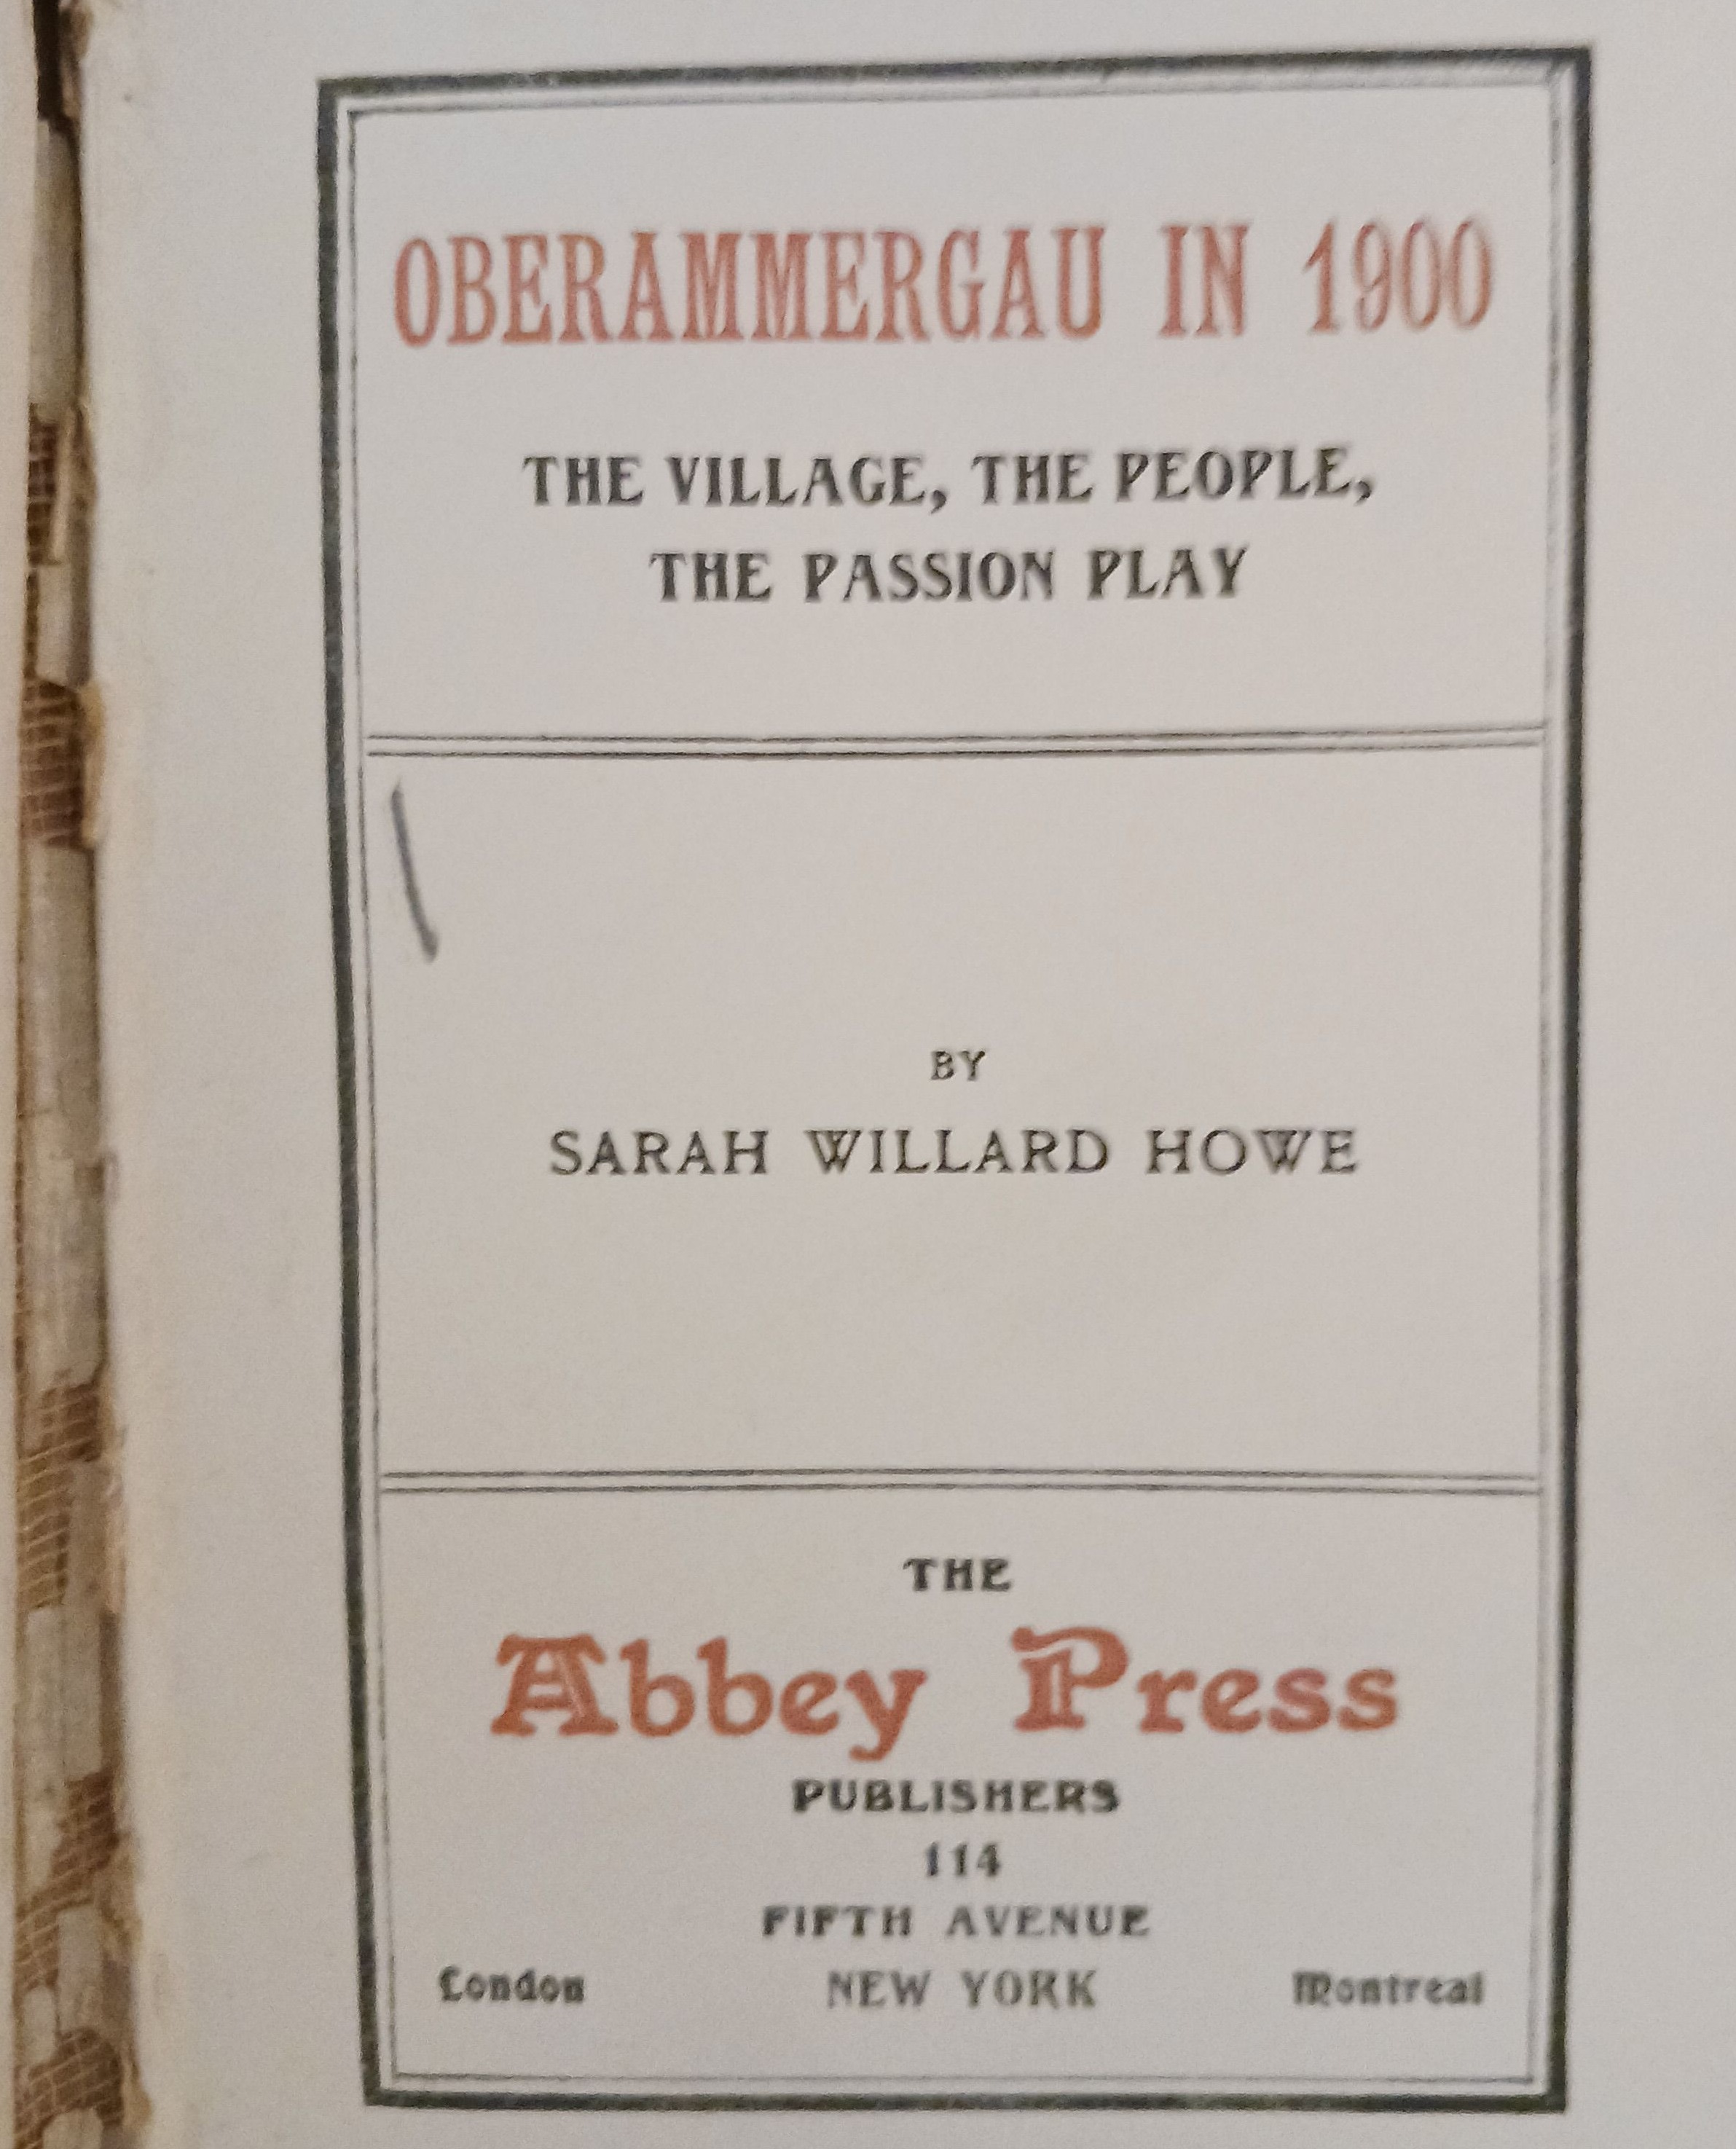 OBERAMMERGAU IN 1900
THE VILLAGE, THE PEOPLE,
THE PASSION PLAY
BY
SARAH WILLARD HOWE
THE
Abbey Press
PUBLISHERS
114
FIFTH AVENUE
London NEW YORK Montreal